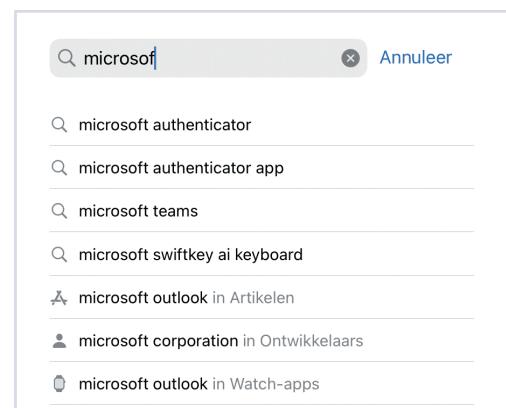 microsof Annuleer
microsoft authenticator
microsoft authenticator app
microsoft teams
microsoft swiftkey ai keyboard
microsoft outlook in Artikelen
microsoft corporation in Ontwikkelaars
microsoft outlook in Watch-apps